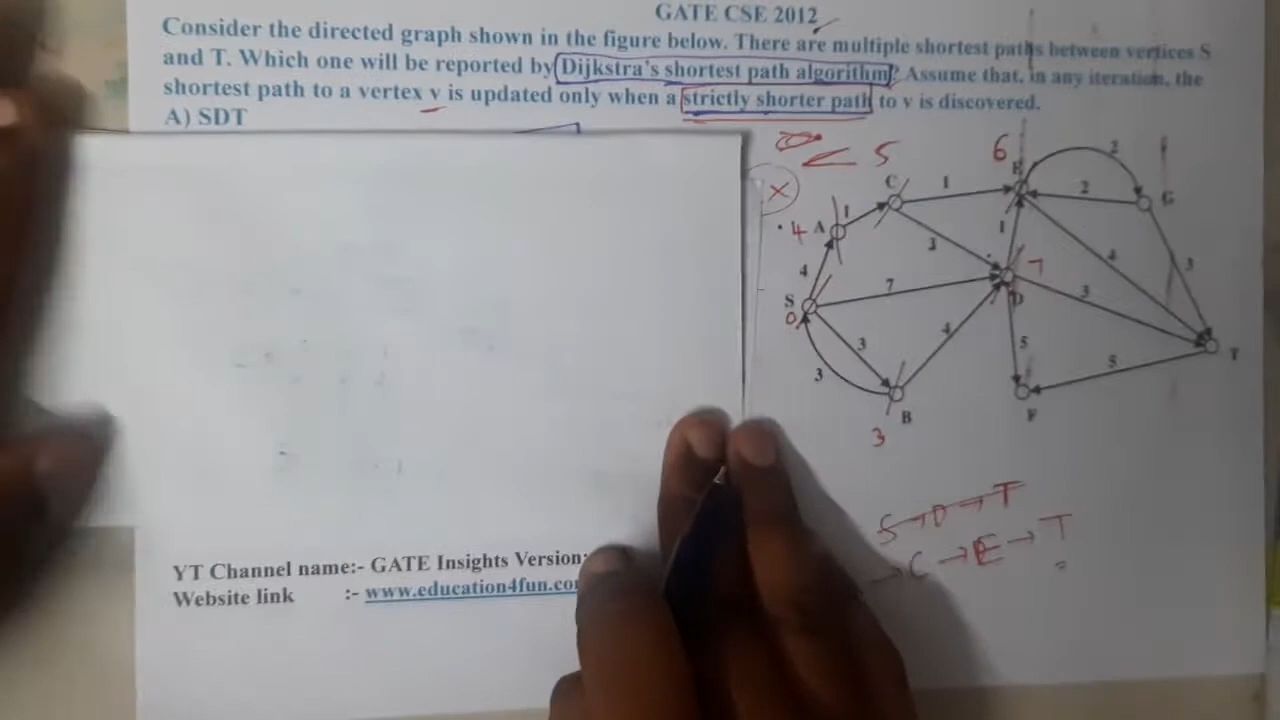 GATE CSE 2012
Consider the directed graph shown in the figure below. There are multiple shortest paths between vertices S
and T. Which one will be reported by Dijkstra's shortest path algorithm? Assume that, in any iteration, the
shortest path to a vertex v is updated only when a strictly shorter path to v is discovered.
A) SDT
< 5
6
E
2
×
C
1
2
G
4
A
1
1
3
4
3
7
7
4
S
0
D
3
3
4
5
T
3
5
B
F
3
S→D→T
→C→E→T
YT Channel name:- GATE Insights Version:
Website link :- www.education4fun.co